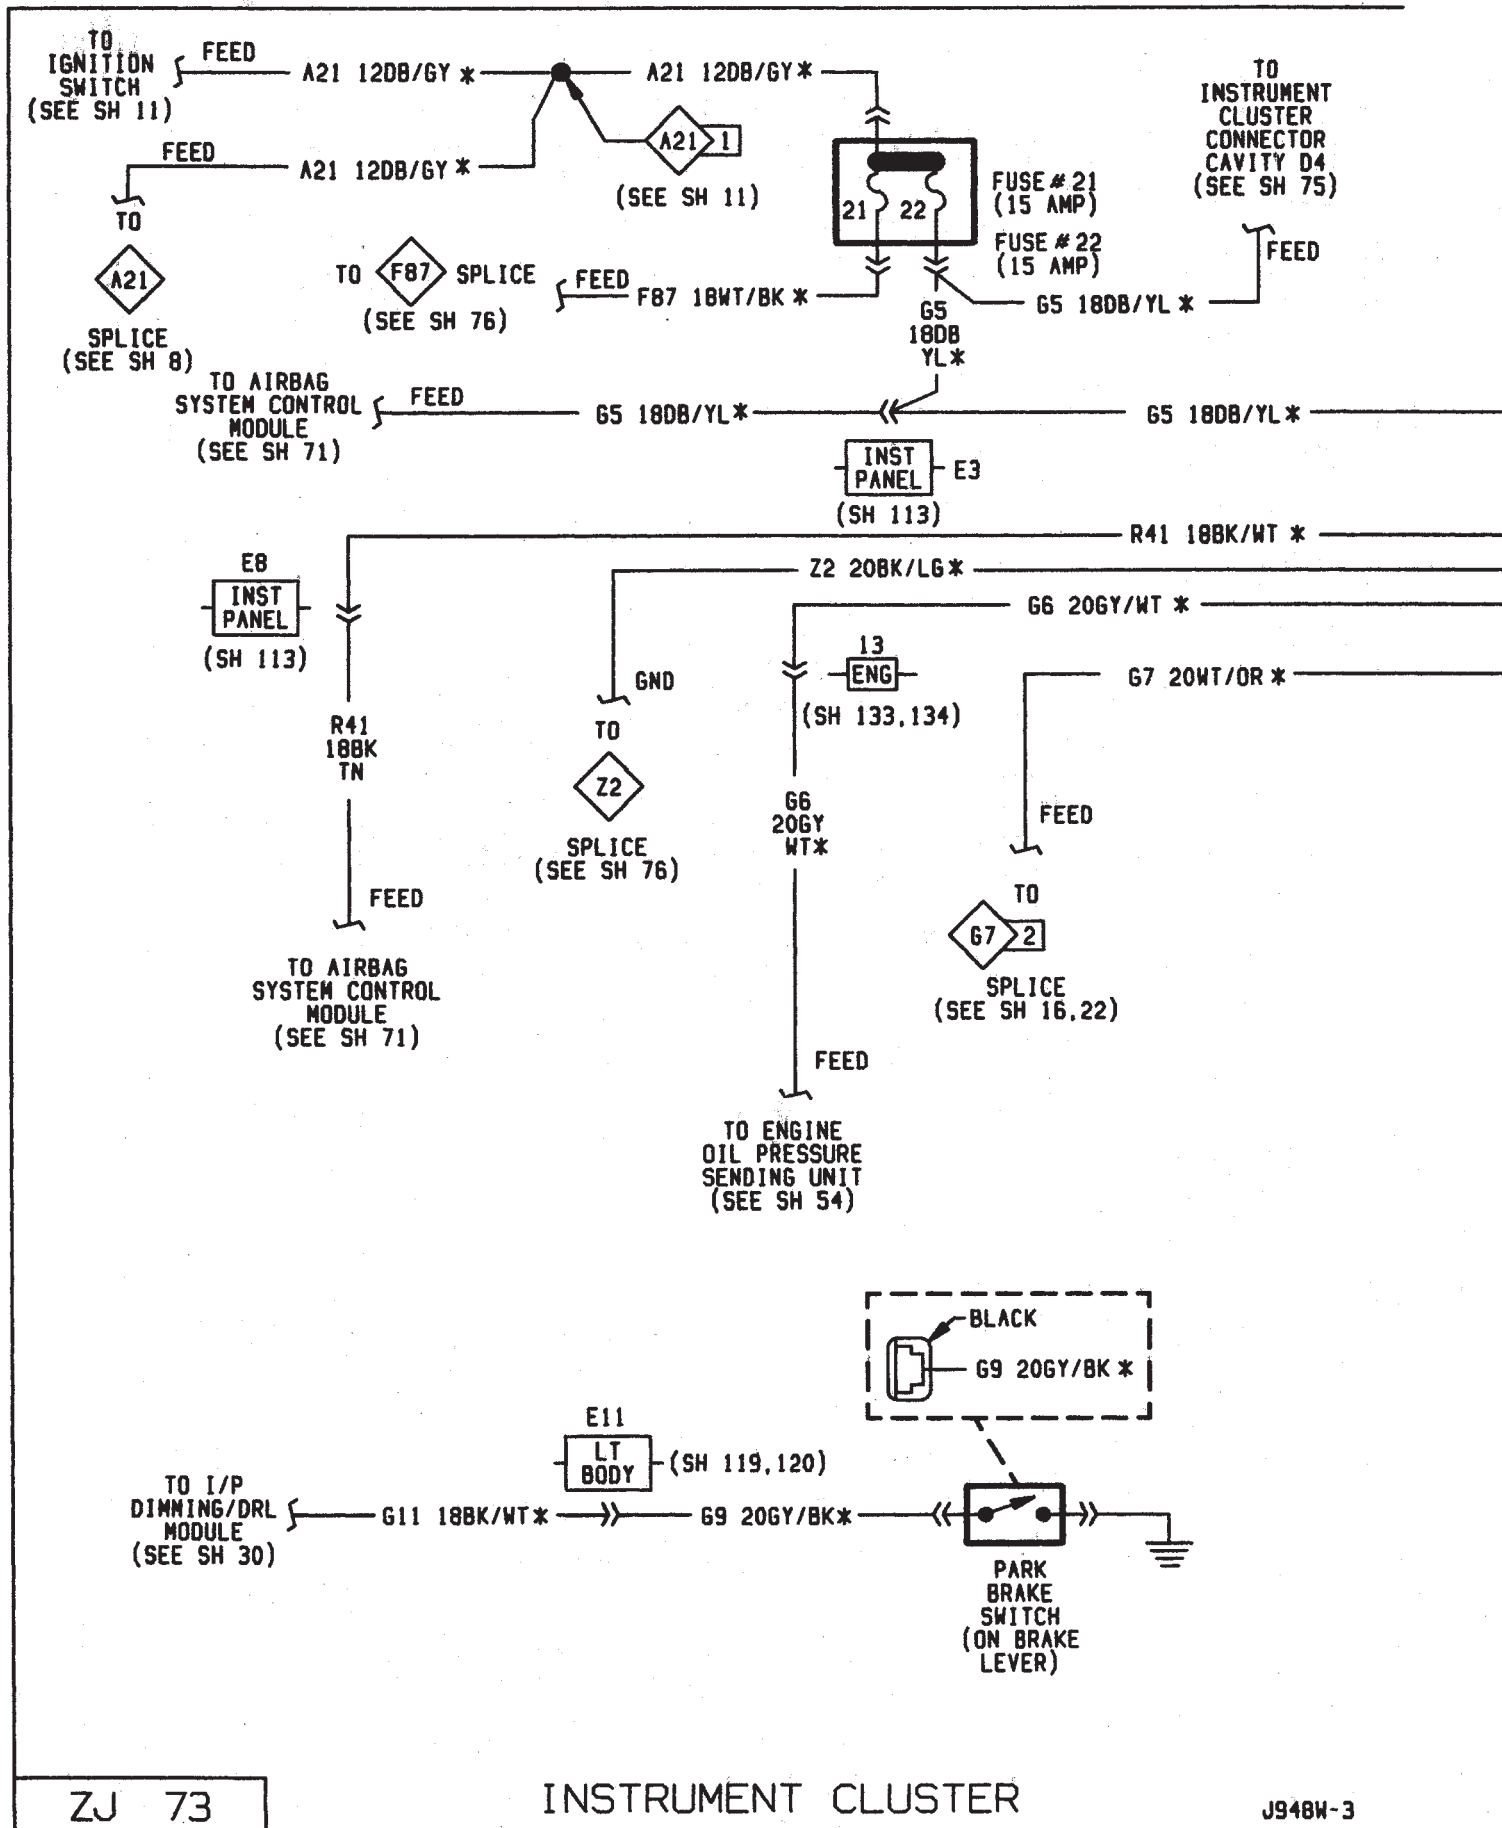 TO
IGNITION
SWITCH
(SEE SH 11)
FEED
A21 12DB/GY *
A21 12DB/GY *
A21 1
(SEE SH 11)
FEED
A21 12DB/GY *
TO
A21
SPLICE
(SEE SH 8)
21 22
FUSE # 21
(15 AMP)
FUSE # 22
(15 AMP)
TO
INSTRUMENT
CLUSTER
CONNECTOR
CAVITY D4
(SEE SH 75)
FEED
G5 18DB/YL *
TO F87 SPLICE
(SEE SH 76)
FEED
F87 18WT/BK *
G5
18DB
YL*
TO AIRBAG
SYSTEM CONTROL
MODULE
(SEE SH 71)
FEED
G5 18DB/YL *
G5 18DB/YL *
INST
PANEL
E3
(SH 113)
R41 18BK/WT *
E8
INST
PANEL
(SH 113)
Z2 20BK/LG *
G6 20GY/WT *
13
ENG
(SH 133,134)
G7 20WT/OR *
GND
TO
Z2
SPLICE
(SEE SH 76)
R41
18BK
TN
FEED
TO AIRBAG
SYSTEM CONTROL
MODULE
(SEE SH 71)
G6
20GY
WT*
FEED
TO ENGINE
OIL PRESSURE
SENDING UNIT
(SEE SH 54)
FEED
TO
G7 2
SPLICE
(SEE SH 16,22)
BLACK
G9 20GY/BK *
E11
LT
BODY
(SH 119,120)
TO I/P
DIMMING/DRL
MODULE
(SEE SH 30)
G11 18BK/WT *
G9 20GY/BK *
PARK
BRAKE
SWITCH
(ON BRAKE
LEVER)
ZJ 73
INSTRUMENT CLUSTER
J948W-3